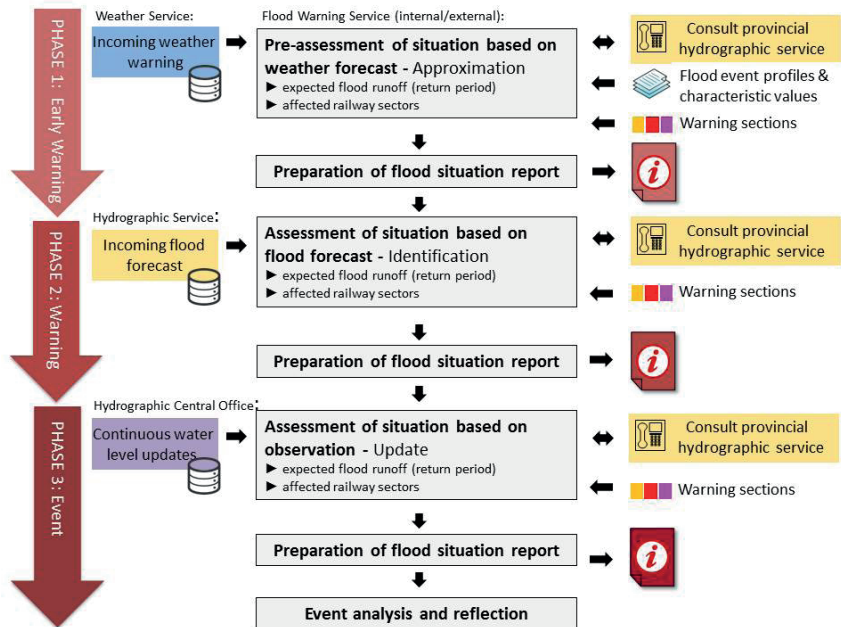 Weather Service:
Flood Warning Service (internal/external):
PHASE 1: Early Warning
Incoming weather
warning
Pre-assessment of situation based on
weather forecast - Approximation
► expected flood runoff (return period)
► affected railway sectors
Consult provincial
hydrographic service
Flood event profiles &
characteristic values
Warning sections
Preparation of flood situation report
i
Hydrographic Service:
PHASE 2: Warning
Incoming flood
forecast
Assessment of situation based on
flood forecast - Identification
► expected flood runoff (return period)
► affected railway sectors
Consult provincial
hydrographic service
Warning sections
Preparation of flood situation report
i
Hydrographic Central Office:
PHASE 3: Event
Continuous water
level updates
Assessment of situation based on
observation - Update
► expected flood runoff (return period)
► affected railway sectors
Consult provincial
hydrographic service
Warning sections
Preparation of flood situation report
i
Event analysis and reflection